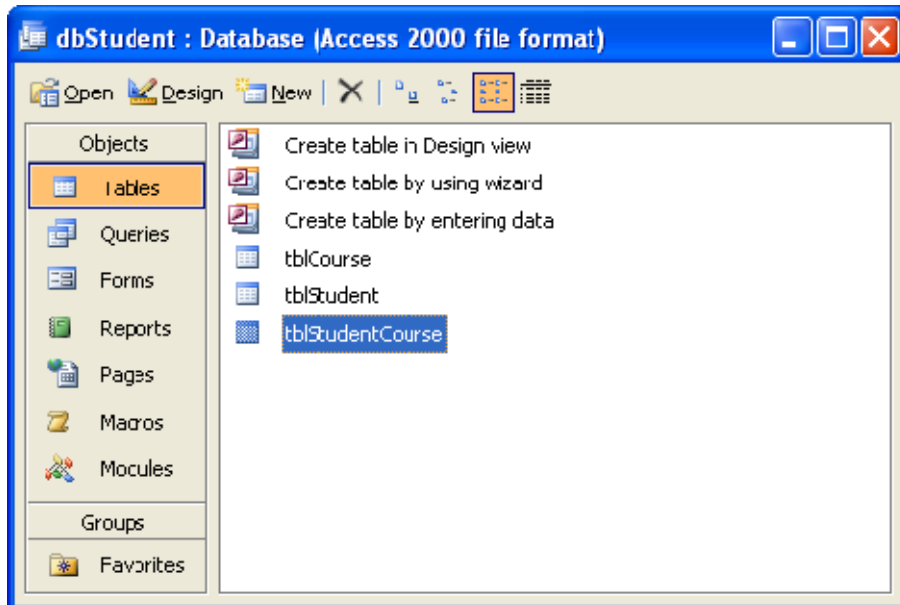 dbStudent : Database (Access 2000 file format)
Open Design New
Objects
Tables
Queries
Forms
Reports
Pages
Macros
Modules
Groups
Favorites
Create table in Design view
Create table by using wizard
Create table by entering data
tblCourse
tblStudent
tblStudentCourse